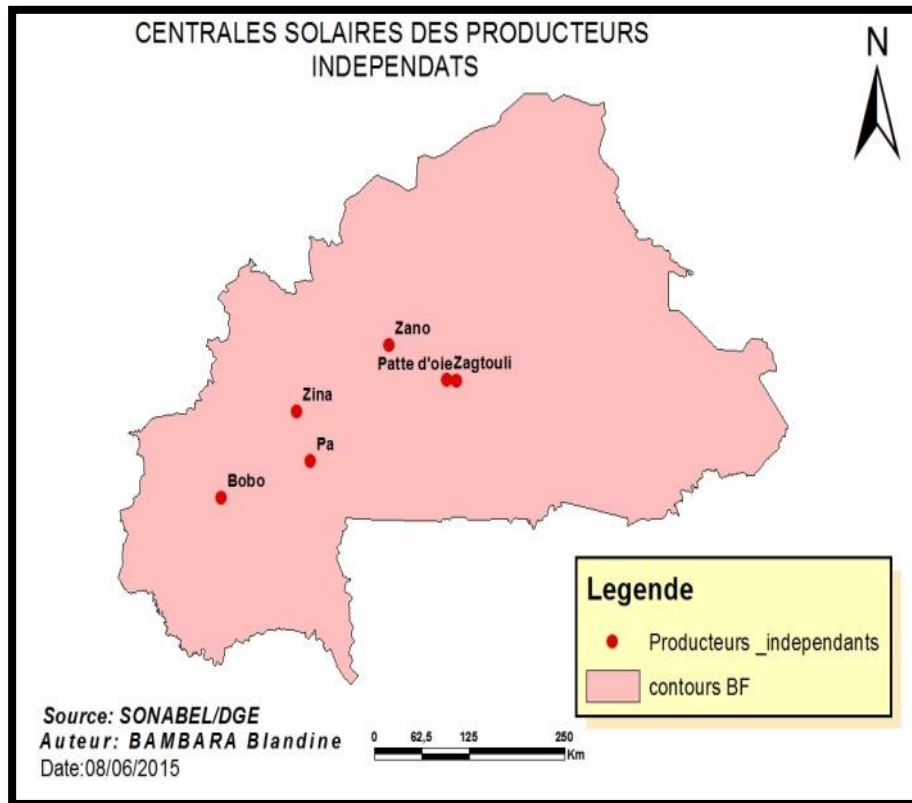 CENTRALES SOLAIRES DES PRODUCTEURS
INDEPENDATS
N
Zano
Patte d'oie Zagtouli
Zina
Pa
Bobo
Legende
Producteurs _independants
contours BF
Source: SONABEL/DGE
Auteur: BAMBARA Blandine
Date:08/06/2015
0 62,5 125 250
Km